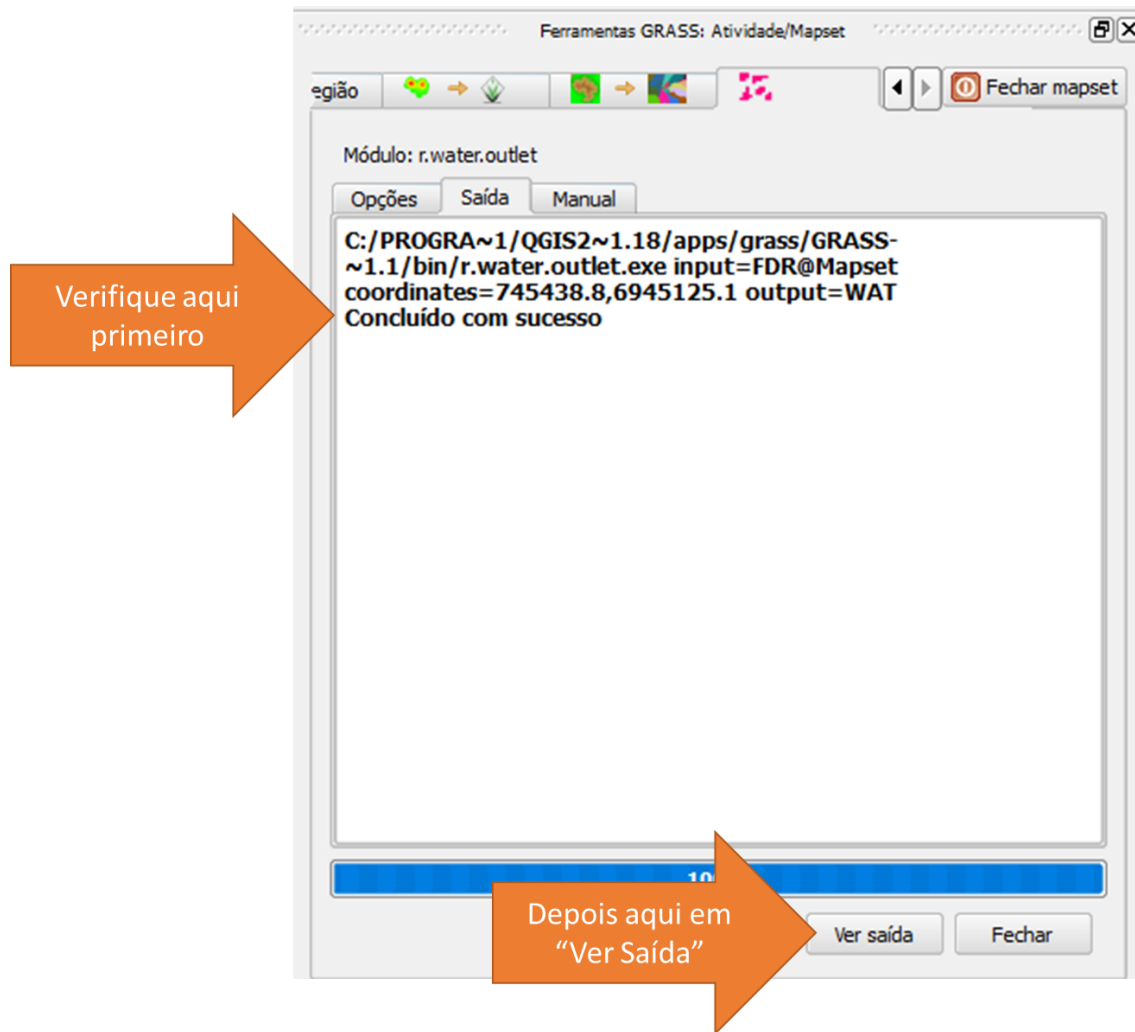 Ferramentas GRASS: Atividade/Mapset
egião
Fechar mapset
Módulo: r.water.outlet
Opções Saída Manual
C:/PROGRA~1/QGIS2~1.18/apps/grass/GRASS-
~1.1/bin/r.water.outlet.exe input=FDR@Mapset
coordinates=745438.8,6945125.1 output=WAT
Concluído com sucesso
Verifique aqui
primeiro
Depois aqui em
“Ver Saída”
Ver saída Fechar